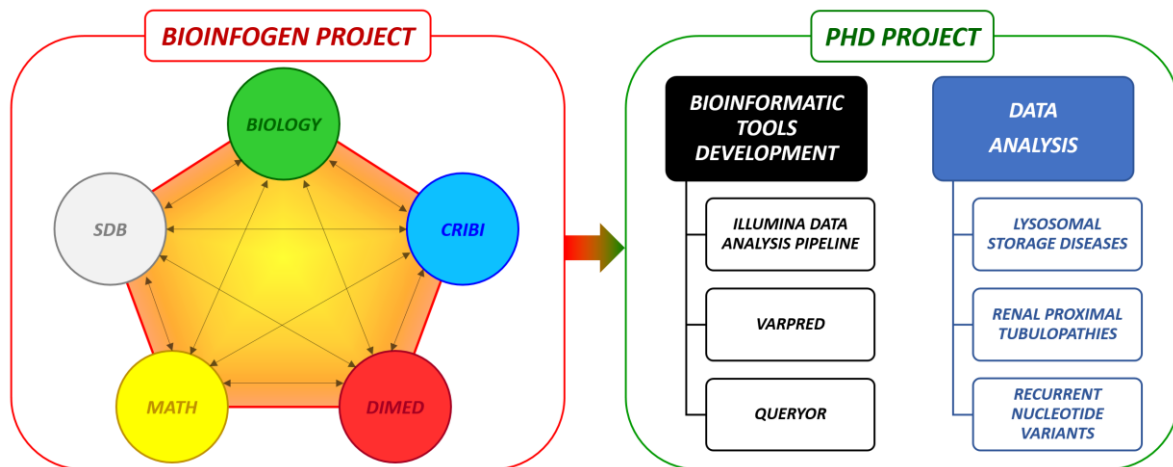 BIOINFOGEN PROJECT
BIOLOGY
SDB
CRIBI
MATH
DIMED
PHD PROJECT
BIOINFORMATIC
TOOLS
DEVELOPMENT
ILLUMINA DATA
ANALYSIS PIPELINE
VARPRED
QUERYOR
DATA
ANALYSIS
LYSOSOMAL
STORAGE DISEASES
RENAL PROXIMAL
TUBULOPATHIES
RECURRENT
NUCLEOTIDE
VARIANTS